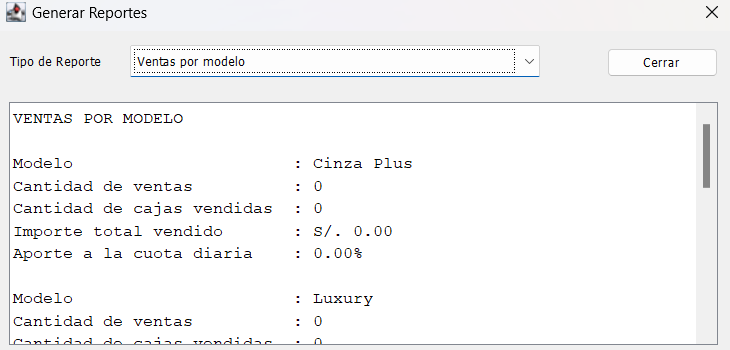 Generar Reportes
Tipo de Reporte
Ventas por modelo
Cerrar
VENTAS POR MODELO
Modelo : Cinza Plus
Cantidad de ventas : 0
Cantidad de cajas vendidas : 0
Importe total vendido : S/. 0.00
Aporte a la cuota diaria : 0.00%
Modelo : Luxury
Cantidad de ventas : 0
Cantidad de cajas vendidas : 0